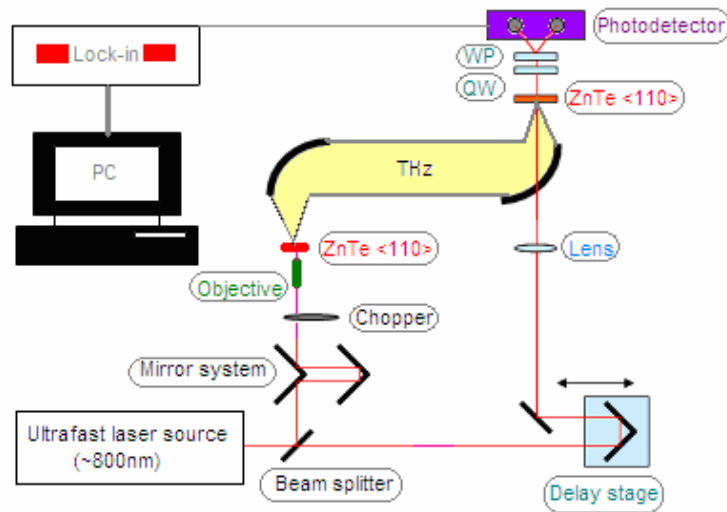 Photodetector
Lock-in
WP
QW
ZnTe <110>
PC
THz
ZnTe <110>
Lens
Objective
Chopper
Mirror system
Ultrafast laser source
(~800nm)
Beam splitter
Delay stage